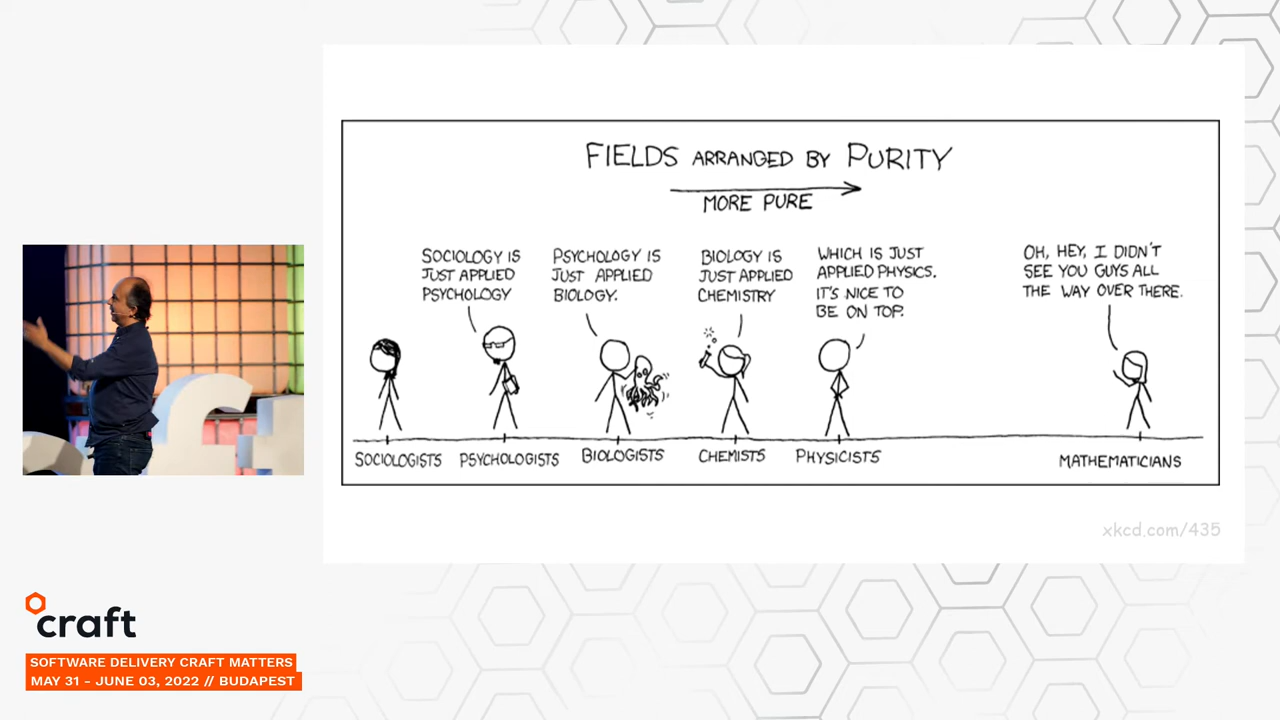 FIELDS ARRANGED BY PURITY
MORE PURE
SOCIOLOGY IS
JUST APPLIED
PSYCHOLOGY
PSYCHOLOGY IS
JUST APPLIED
BIOLOGY.
BIOLOGY IS
JUST APPLIED
CHEMISTRY
WHICH IS JUST
APPLIED PHYSICS.
IT'S NICE TO
BE ON TOP.
OH, HEY, I DIDN'T
SEE YOU GUYS ALL
THE WAY OVER THERE.
SOCIOLOGISTS
PSYCHOLOGISTS
BIOLOGISTS
CHEMISTS
PHYSICISTS
MATHEMATICIANS
xkcd.com/435
craft
SOFTWARE DELIVERY CRAFT MATTERS
MAY 31 - JUNE 03, 2022 // BUDAPEST